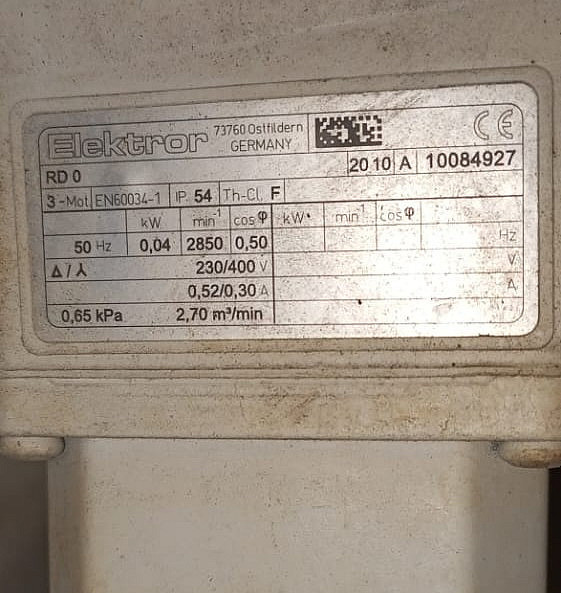 Elektror 73760 Ostfildern
GERMANY
CE
RD 0
20 10 A 10084927
3~Mot. EN60034-1 IP 54 Th-Cl. F
kW min⁻¹ cos φ kW min⁻¹ cos φ
50 Hz 0,04 2850 0,50 Hz
Δ / Y 230/400 V V
0,52/0,30 A A
0,65 kPa 2,70 m³/min